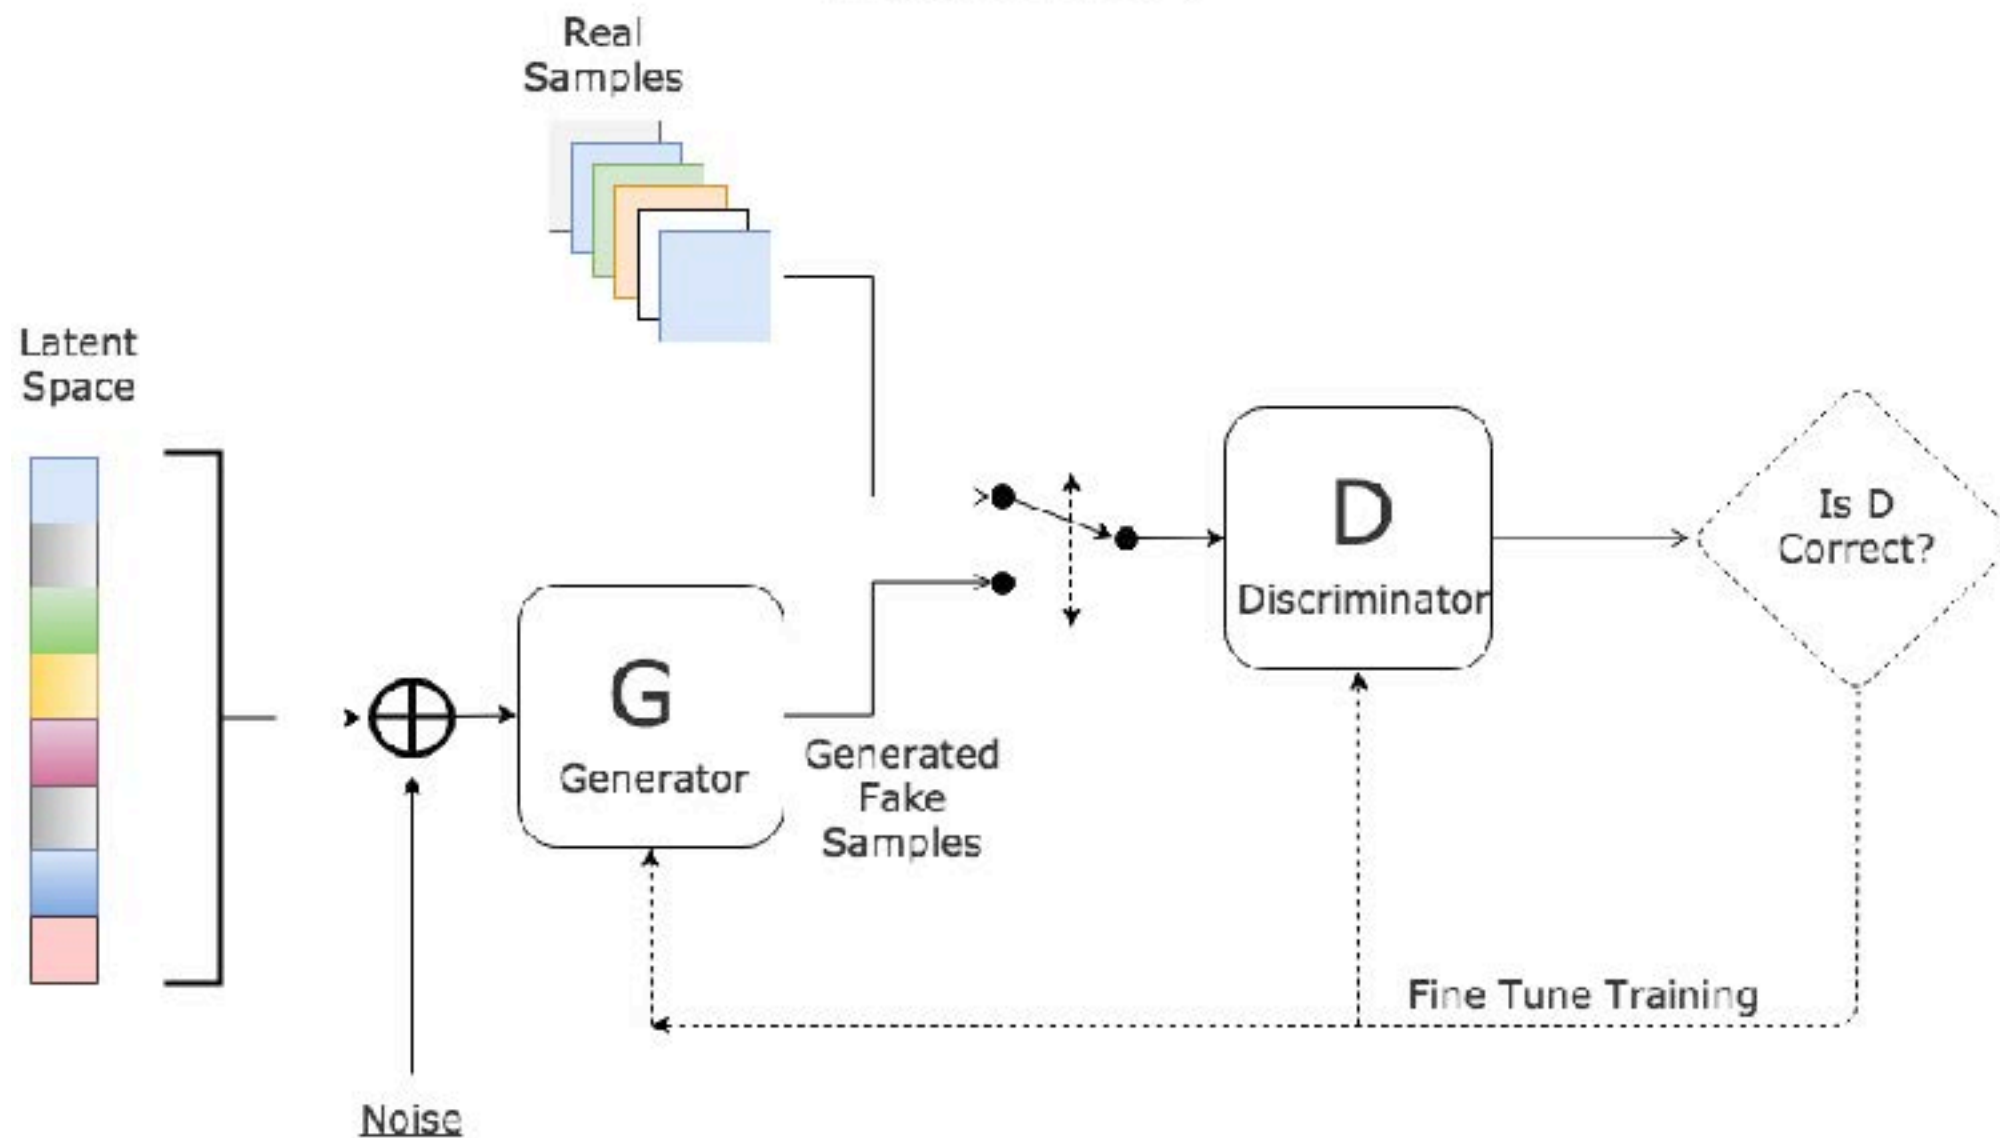 Real
Samples
Latent
Space
D
Discriminator
Is D
Correct?
G
Generator
Generated
Fake
Samples
Fine Tune Training
Noise